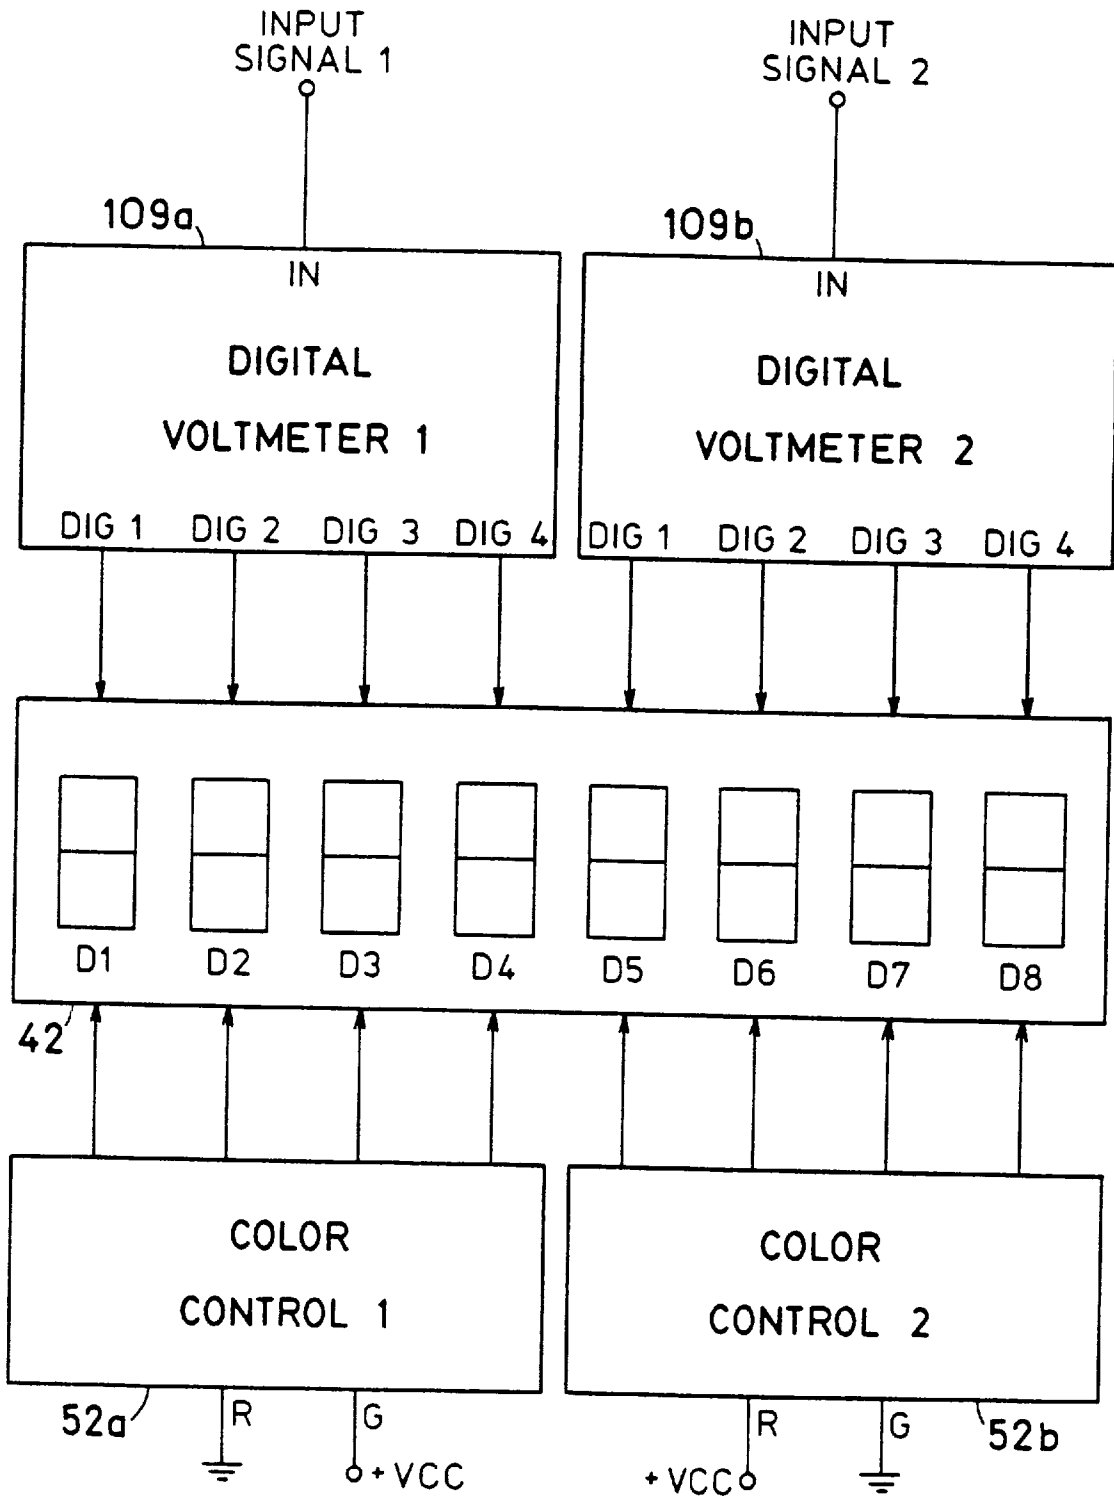 INPUT
SIGNAL 1
INPUT
SIGNAL 2
109a
109b
IN
DIGITAL
VOLTMETER 1
DIG 1 DIG 2 DIG 3 DIG 4
IN
DIGITAL
VOLTMETER 2
DIG 1 DIG 2 DIG 3 DIG 4
D1 D2 D3 D4 D5 D6 D7 D8
42
COLOR
CONTROL 1
COLOR
CONTROL 2
52a
R
G
+VCC
R
G
52b
+VCC